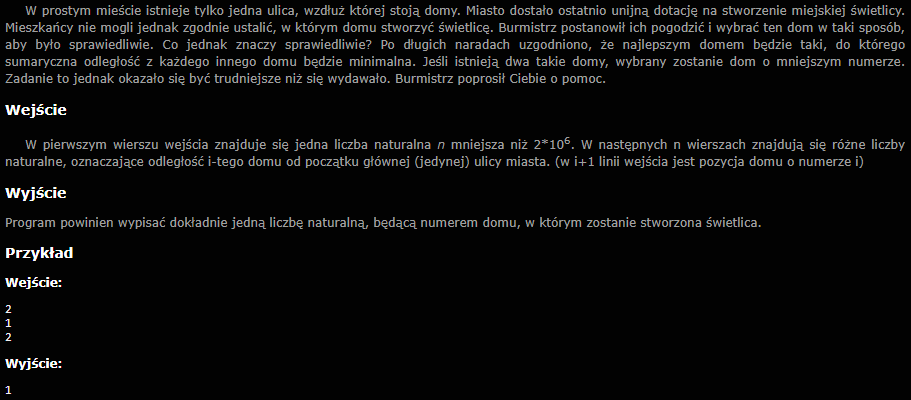 W prostym mieście istnieje tylko jedna ulica, wzdłuż której stoją domy. Miasto dostało ostatnio unijną dotację na stworzenie miejskiej świetlicy.
Mieszkańcy nie mogli jednak zgodnie ustalić, w którym domu stworzyć świetlicę. Burmistrz postanowił ich pogodzić i wybrać ten dom w taki sposób,
aby było sprawiedliwie. Co jednak znaczy sprawiedliwie? Po długich naradach uzgodniono, że najlepszym domem będzie taki, do którego
sumaryczna odległość z każdego innego domu będzie minimalna. Jeśli istnieją dwa takie domy, wybrany zostanie dom o mniejszym numerze.
Zadanie to jednak okazało się być trudniejsze niż się wydawało. Burmistrz poprosił Ciebie o pomoc.
Wejście
W pierwszym wierszu wejścia znajduje się jedna liczba naturalna n mniejsza niż 2*10⁶. W następnych n wierszach znajdują się różne liczby
naturalne, oznaczające odległość i-tego domu od początku głównej (jedynej) ulicy miasta. (w i+1 linii wejścia jest pozycja domu o numerze i)
Wyjście
Program powinien wypisać dokładnie jedną liczbę naturalną, będącą numerem domu, w którym zostanie stworzona świetlica.
Przykład
Wejście:
2
1
2
Wyjście:
1